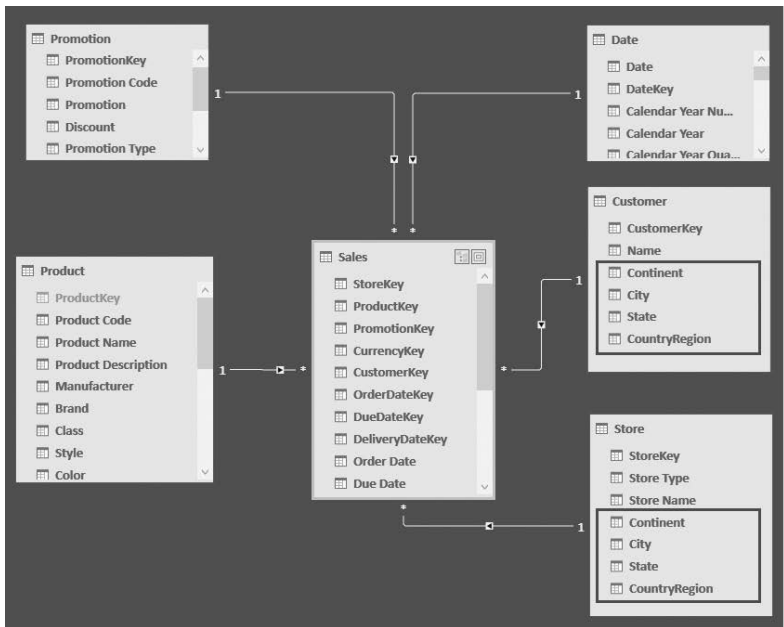 Promotion
PromotionKey
Promotion Code
Promotion
Discount
Promotion Type
1
Date
Date
DateKey
Calendar Year Nu...
Calendar Year
Calendar Year Qua...
1
*
*
Customer
CustomerKey
Name
Continent
City
State
CountryRegion
1
Product
ProductKey
Product Code
Product Name
Product Description
Manufacturer
Brand
Class
Style
Color
1
*
Sales
StoreKey
ProductKey
PromotionKey
CurrencyKey
CustomerKey
OrderDateKey
DueDateKey
DeliveryDateKey
Order Date
Due Date
*
*
Store
StoreKey
Store Type
Store Name
Continent
City
State
CountryRegion
1